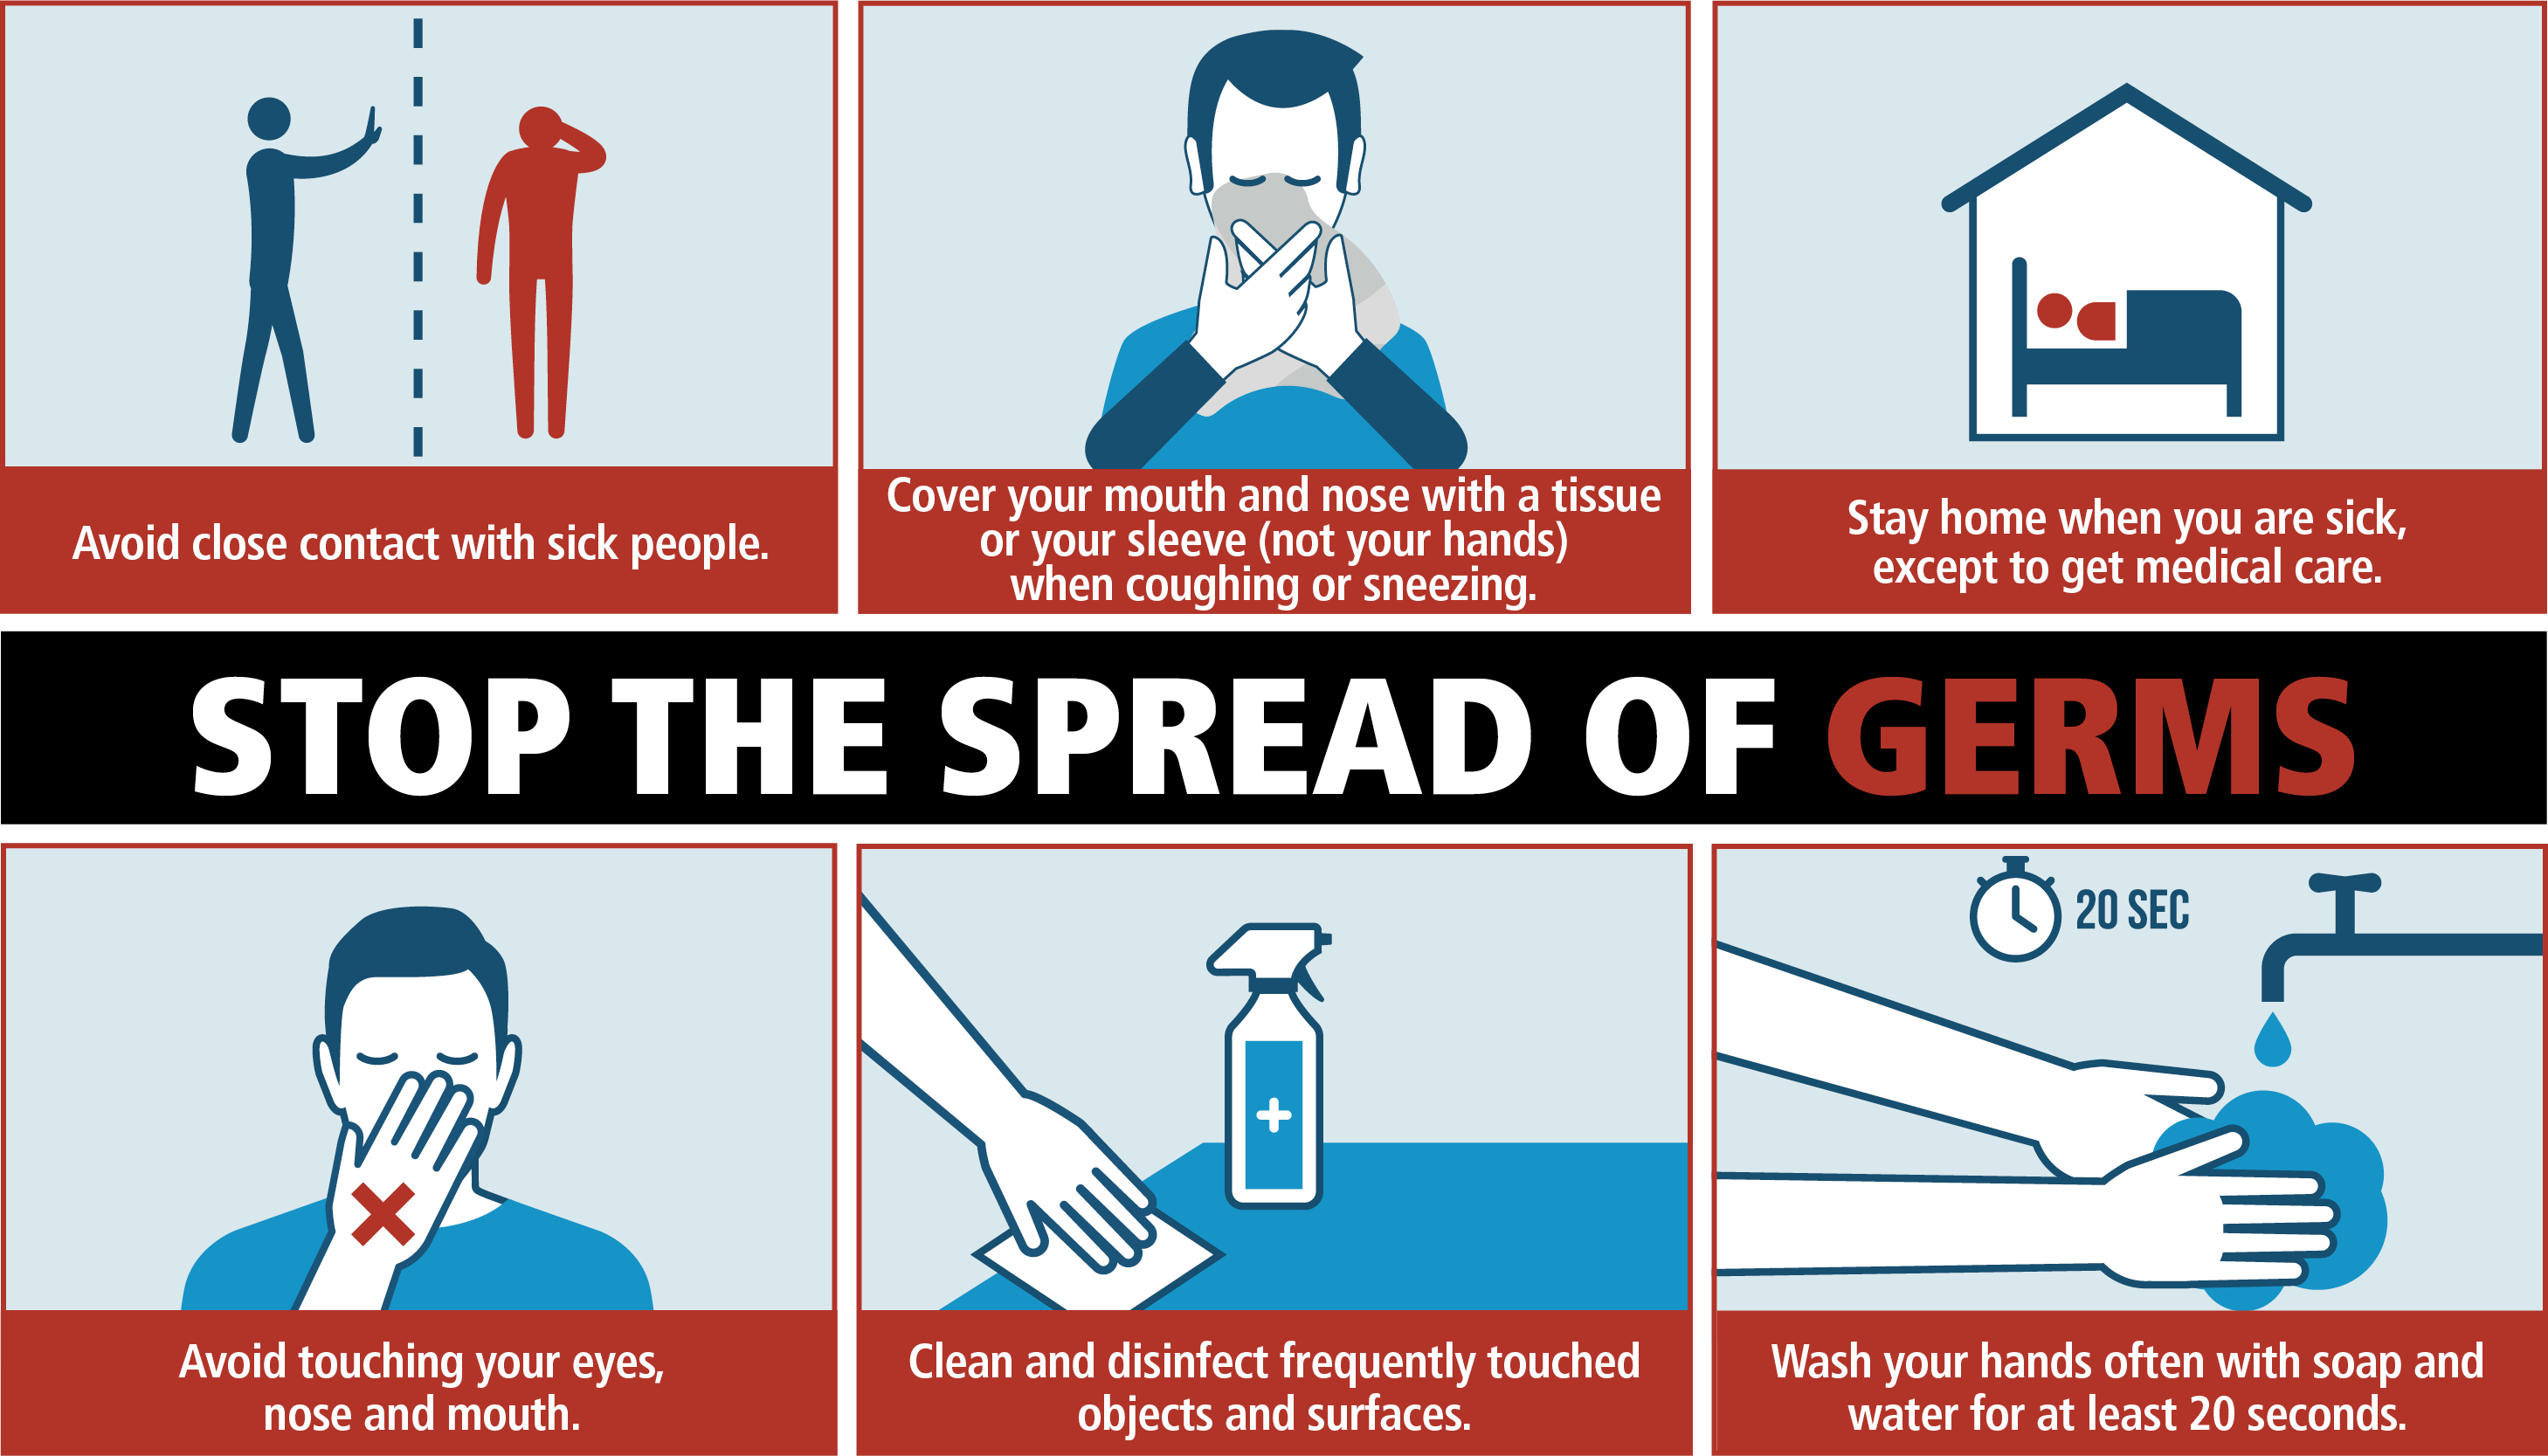 Avoid close contact with sick people.
Cover your mouth and nose with a tissue
or your sleeve (not your hands)
when coughing or sneezing.
Stay home when you are sick,
except to get medical care.
STOP THE SPREAD OF GERMS
Avoid touching your eyes,
nose and mouth.
Clean and disinfect frequently touched
objects and surfaces.
20 SEC
Wash your hands often with soap and
water for at least 20 seconds.